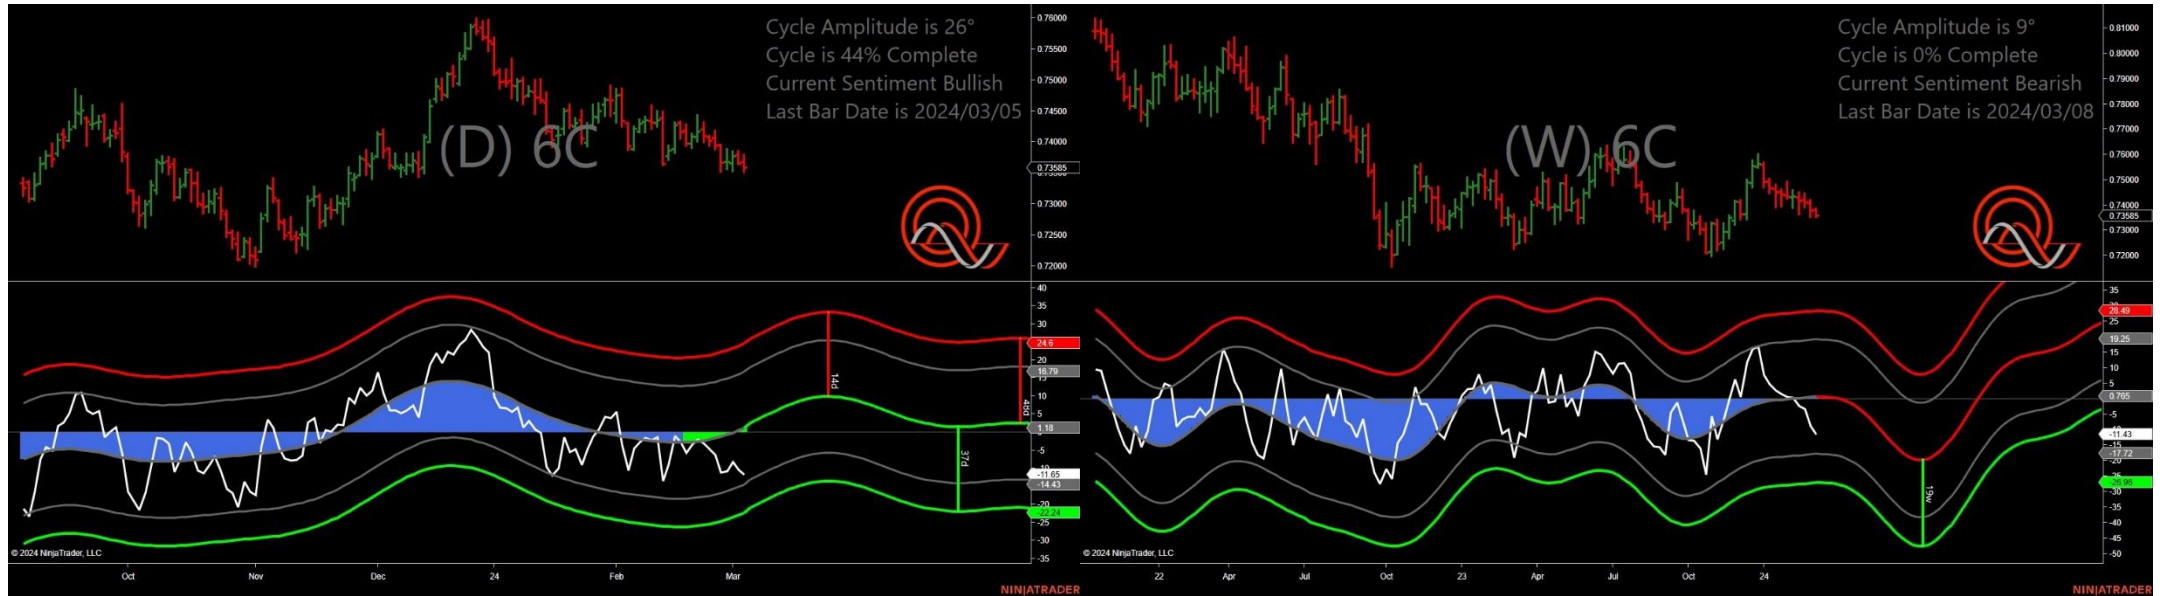 Cycle Amplitude is 26°
Cycle is 44% Complete
Current Sentiment Bullish
Last Bar Date is 2024/03/05
(D) 6C
0.76000
0.75500
0.75000
0.74500
0.74000
0.73585
0.73000
0.72500
0.72000
40
35
30
24.6
20
16.79
15
10
5
1.18
-5
-10
-11.65
-14.43
-22.24
-25
-30
-35
14d
37d
48d
© 2024 NinjaTrader, LLC
Oct
Nov
Dec
24
Feb
Mar
NINJATRADER
Cycle Amplitude is 9°
Cycle is 0% Complete
Current Sentiment Bearish
Last Bar Date is 2024/03/08
(W) 6C
0.81000
0.80000
0.79000
0.78000
0.77000
0.76000
0.75000
0.74000
0.73585
0.73000
0.72000
35
28.49
25
19.25
15
10
5
0.765
-5
-11.43
-17.72
-20
-26.96
-30
-35
-40
-45
-50
19w
© 2024 NinjaTrader, LLC
22
Apr
Jul
Oct
23
Apr
Jul
Oct
24
NINJATRADER